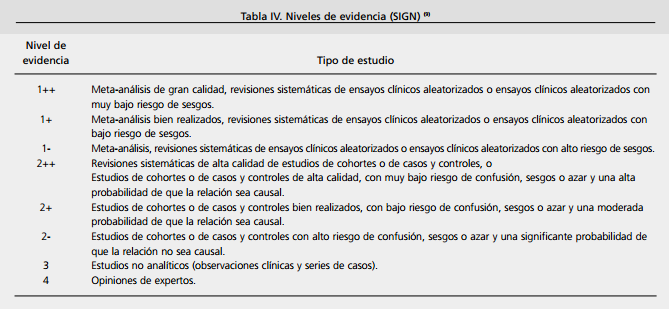 Tabla IV. Niveles de evidencia (SIGN) (9)
Nivel de evidencia
Tipo de estudio
1++ Meta-análisis de gran calidad, revisiones sistemáticas de ensayos clínicos aleatorizados o ensayos clínicos aleatorizados con
muy bajo riesgo de sesgos.
1+ Meta-análisis bien realizados, revisiones sistemáticas de ensayos clínicos aleatorizados o ensayos clínicos aleatorizados con
bajo riesgo de sesgos.
1- Meta-análisis, revisiones sistemáticas de ensayos clínicos aleatorizados o ensayos clínicos aleatorizados con alto riesgo de sesgos.
2++ Revisiones sistemáticas de alta calidad de estudios de cohortes o de casos y controles, o
Estudios de cohortes o de casos y controles de alta calidad, con muy bajo riesgo de confusión, sesgos o azar y una alta
probabilidad de que la relación sea causal.
2+ Estudios de cohortes o de casos y controles bien realizados, con bajo riesgo de confusión, sesgos o azar y una moderada
probabilidad de que la relación sea causal.
2- Estudios de cohortes o de casos y controles con alto riesgo de confusión, sesgos o azar y una significante probabilidad de
que la relación no sea causal.
3 Estudios no analíticos (observaciones clínicas y series de casos).
4 Opiniones de expertos.